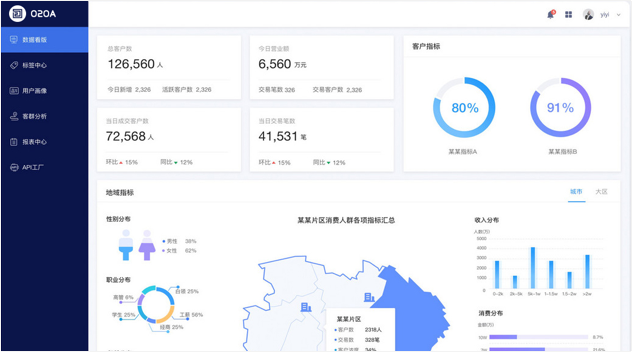 O2OA
yiyi
数据看板
标签中心
用户画像
客群分析
报表中心
API工厂
总客户数
126,560 人
今日新增 2,326 活跃客户数 2,326
今日营业额
6,560 万元
交易笔数 326 交易客户数 2,326
当日成交客户数
72,568 人
环比 15% 同比 12%
当日交易笔数
41,531 笔
环比 15% 同比 12%
客户指标
80%
某某指标A
91%
某某指标B
地域指标
城市 大区
性别分布
男性 38%
女性 62%
职业分布
白领 25%
高管 6%
学生 25%
工薪 56%
经商 25%
某某片区消费人群各项指标汇总
某某片区
客户数 2318人
交易数 328笔
34%
收入分布
人数(万)
5000
4000
3000
2000
1000
0
0-2k 2k-5k 5k-1w 1-1.5w 1.5-2w >2w
消费分布
金额(万)
10W 8.7%